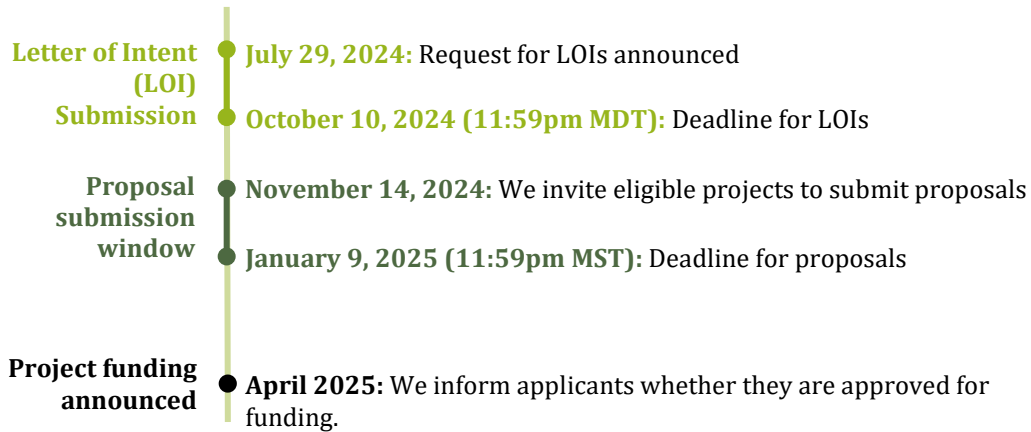 Letter of Intent
(LOI)
Submission
July 29, 2024: Request for LOIs announced
October 10, 2024 (11:59pm MDT): Deadline for LOIs
Proposal
submission
window
November 14, 2024: We invite eligible projects to submit proposals
January 9, 2025 (11:59pm MST): Deadline for proposals
Project funding
announced
April 2025: We inform applicants whether they are approved for
funding.